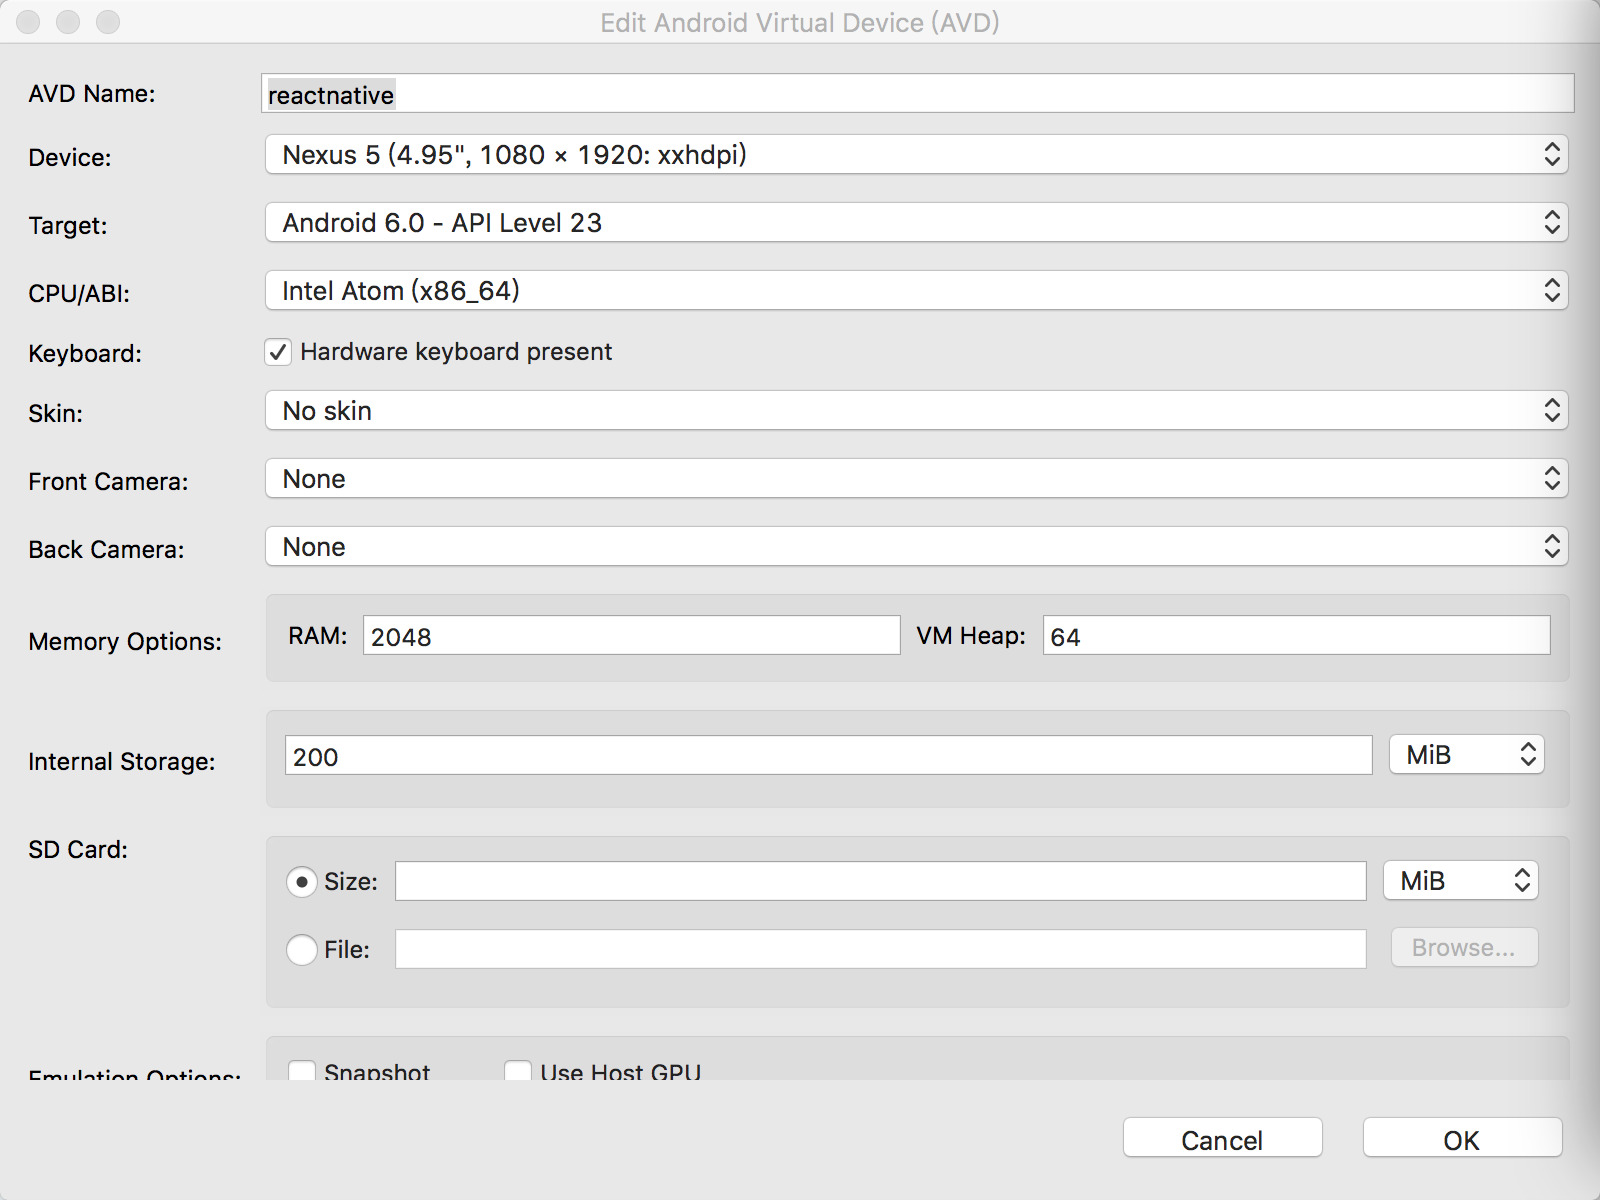 Edit Android Virtual Device (AVD)
AVD Name: reactnative
Device: Nexus 5 (4.95", 1080 × 1920: xxhdpi)
Target: Android 6.0 - API Level 23
CPU/ABI: Intel Atom (x86_64)
Keyboard: Hardware keyboard present
Skin: No skin
Front Camera: None
Back Camera: None
Memory Options: RAM: 2048 VM Heap: 64
Internal Storage: 200 MiB
SD Card:
Size: MiB
File: Browse...
Emulation Options: Snapshot Use Host GPU
Cancel OK